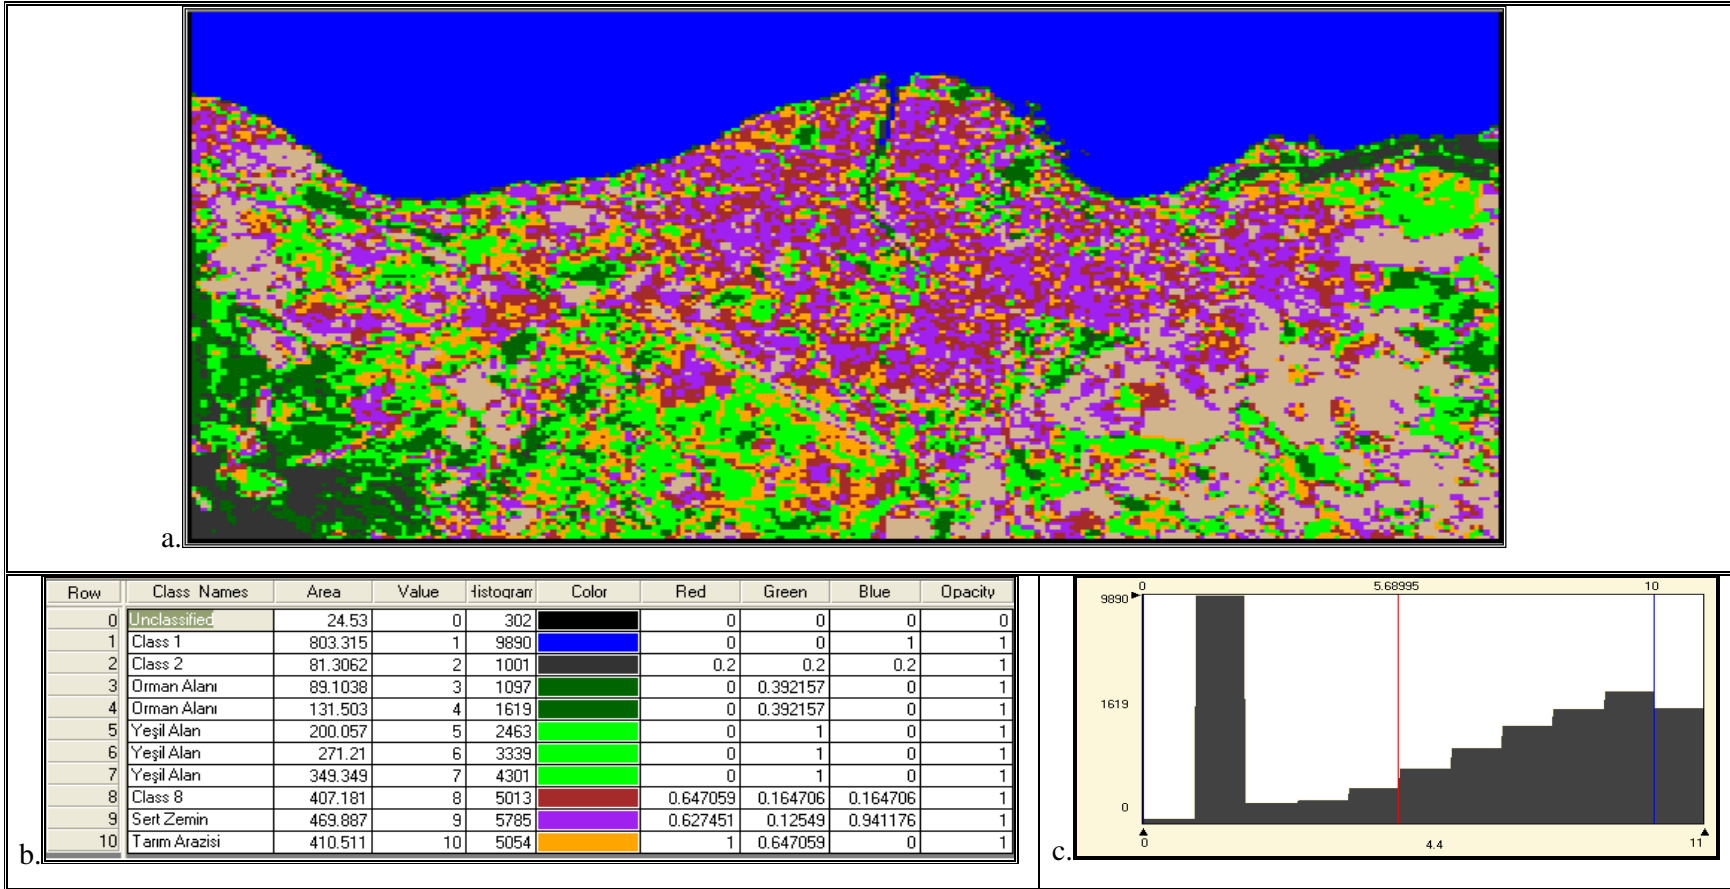 a.
Row Class Names Area Value Histogram Color Red Green Blue Opacity
0 Unclassified 24.53 0 302 0 0 0 0
1 Class 1 803.315 1 9890 0 0 1 1
2 Class 2 81.3062 2 1001 0.2 0.2 0.2 1
3 Orman Alanı 89.1038 3 1097 0 0.392157 0 1
4 Orman Alanı 131.503 4 1619 0 0.392157 0 1
5 Yeşil Alan 200.057 5 2463 0 1 0 1
6 Yeşil Alan 271.21 6 3339 0 1 0 1
7 Yeşil Alan 349.349 7 4301 0 1 0 1
8 Class 8 407.181 8 5013 0.647059 0.164706 0.164706 1
9 Sert Zemin 469.887 9 5785 0.627451 0.12549 0.941176 1
10 Tarım Arazisi 410.511 10 5054 1 0.647059 0 1
b.
0 5.68995 10
9890
1619
0
0 4.4 11
c.